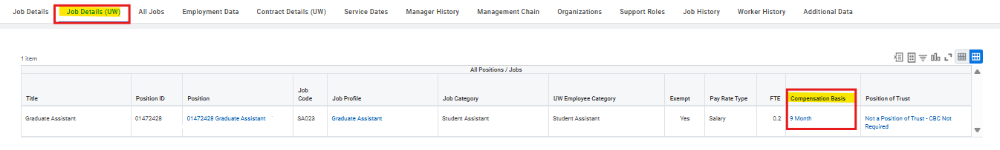 Job Details Job Details (UW) All Jobs Employment Data Contract Details (UW) Service Dates Manager History Management Chain Organizations Support Roles Job History Worker History Additional Data
1 item
All Positions / Jobs
Title Position ID Position Job Code Job Profile Job Category UW Employee Category Exempt Pay Rate Type FTE Compensation Basis Position of Trust
Graduate Assistant 01472428 01472428 Graduate Assistant SA023 Graduate Assistant Student Assistant Student Assistant Yes Salary 0.2 9 Month Not a Position of Trust - CBC Not
Required